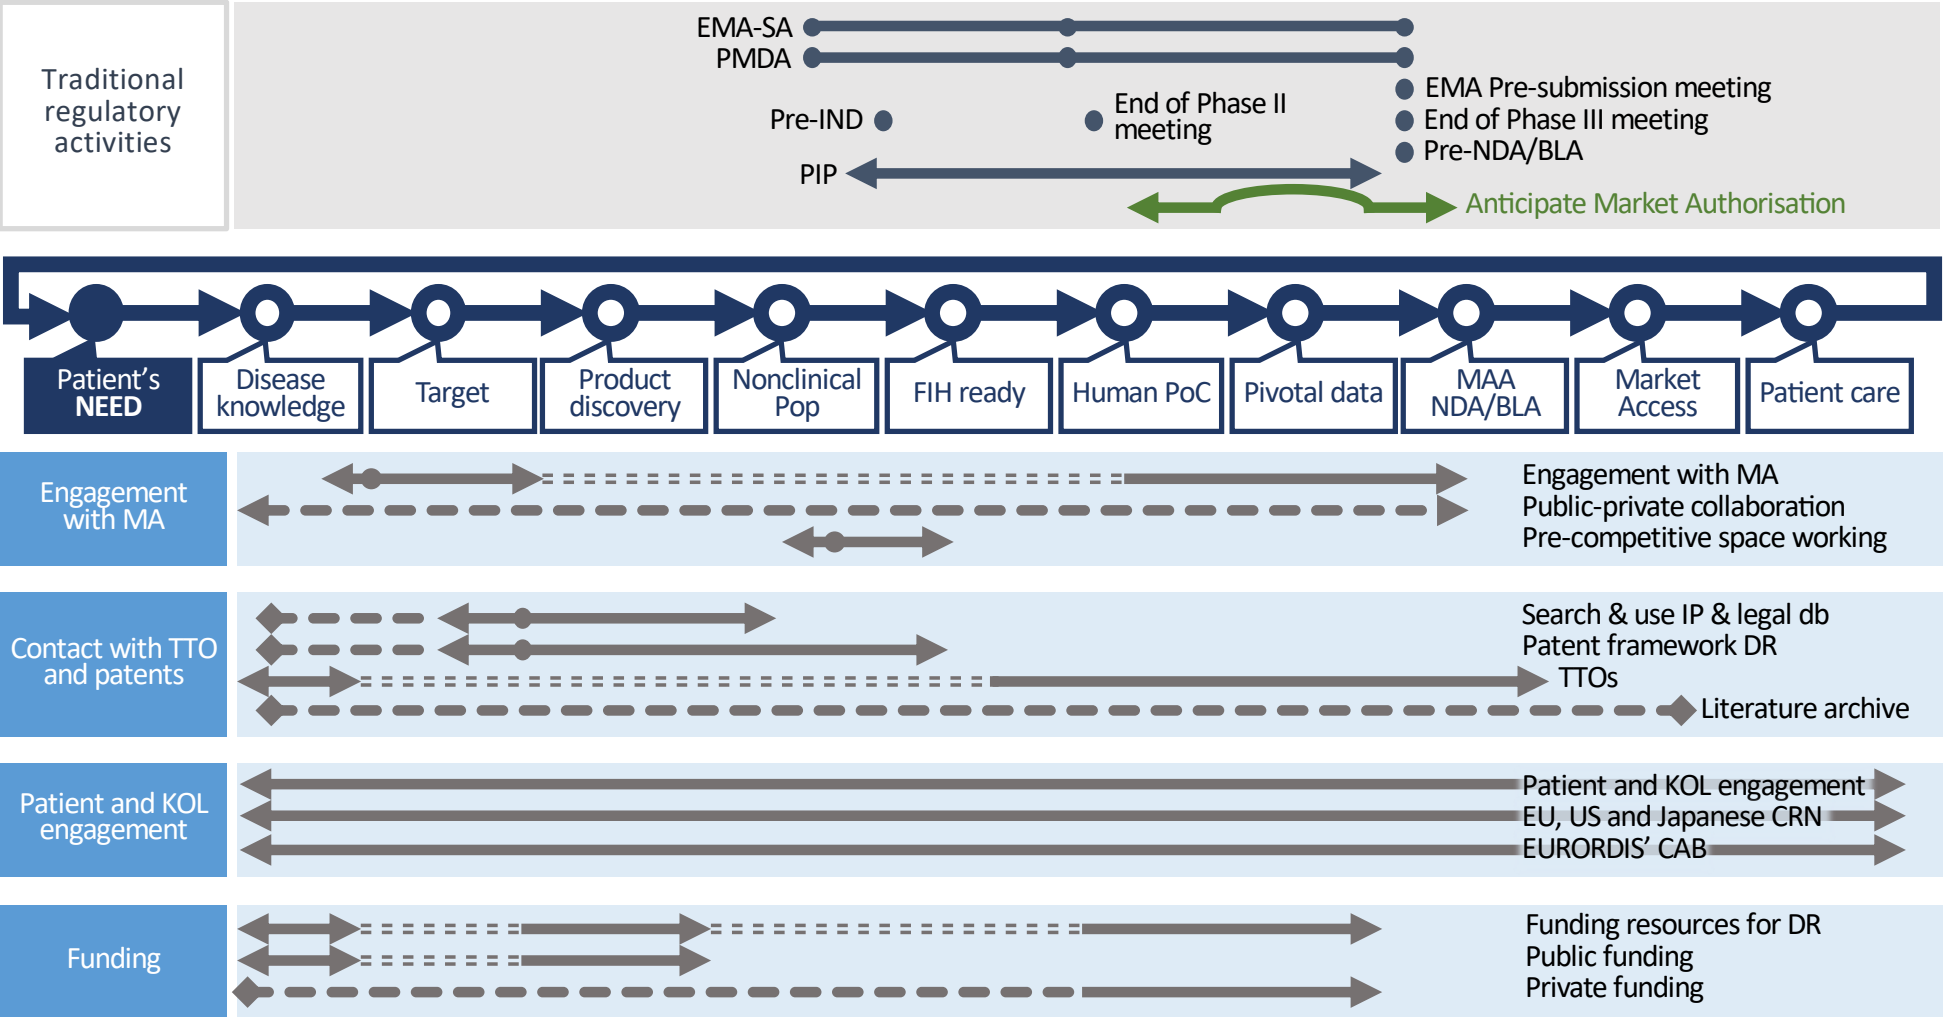 Traditional
regulatory
activities
EMA-SA
PMDA
EMA Pre-submission meeting
Pre-IND
End of Phase II
meeting
End of Phase III meeting
Pre-NDA/BLA
PIP
Anticipate Market Authorisation
Patient's
NEED
Disease
knowledge
Target
Product
discovery
Nonclinical
Pop
FIH ready
Human PoC
Pivotal data
MAA
NDA/BLA
Market
Access
Patient care
Engagement
with MA
Engagement with MA
Public-private collaboration
Pre-competitive space working
Contact with TTO
and patents
Search & use IP & legal db
Patent framework DR
TTOs
Literature archive
Patient and KOL
engagement
Patient and KOL engagement
EU, US and Japanese CRN
EURORDIS' CAB
Funding
Funding resources for DR
Public funding
Private funding